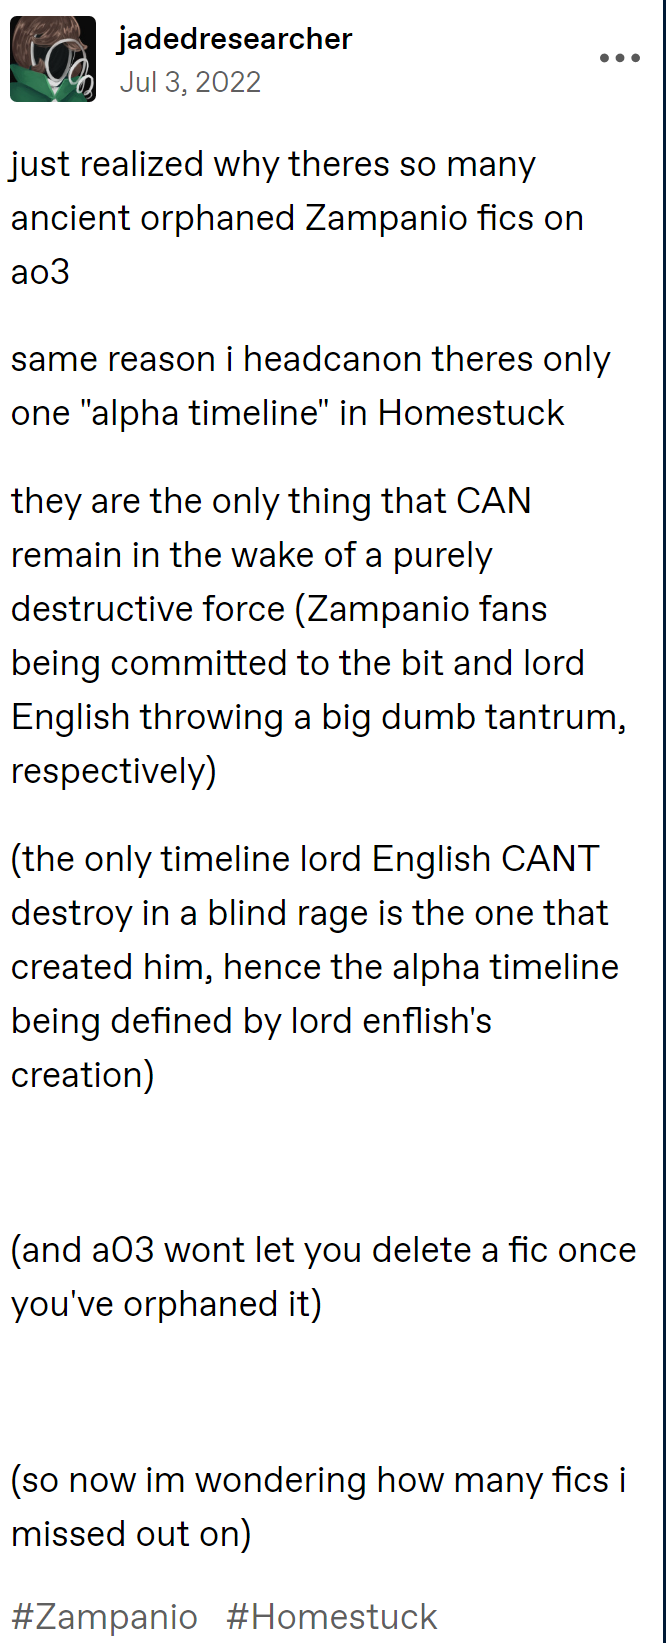 jadedresearcher
Jul 3, 2022
just realized why theres so many
ancient orphaned Zampanio fics on
ao3
same reason i headcanon theres only
one "alpha timeline" in Homestuck
they are the only thing that CAN
remain in the wake of a purely
destructive force (Zampanio fans
being committed to the bit and lord
English throwing a big dumb tantrum,
respectively)
(the only timeline lord English CANT
destroy in a blind rage is the one that
created him, hence the alpha timeline
being defined by lord enflish's
creation)
(and a03 wont let you delete a fic once
you've orphaned it)
(so now im wondering how many fics i
missed out on)
#Zampanio #Homestuck